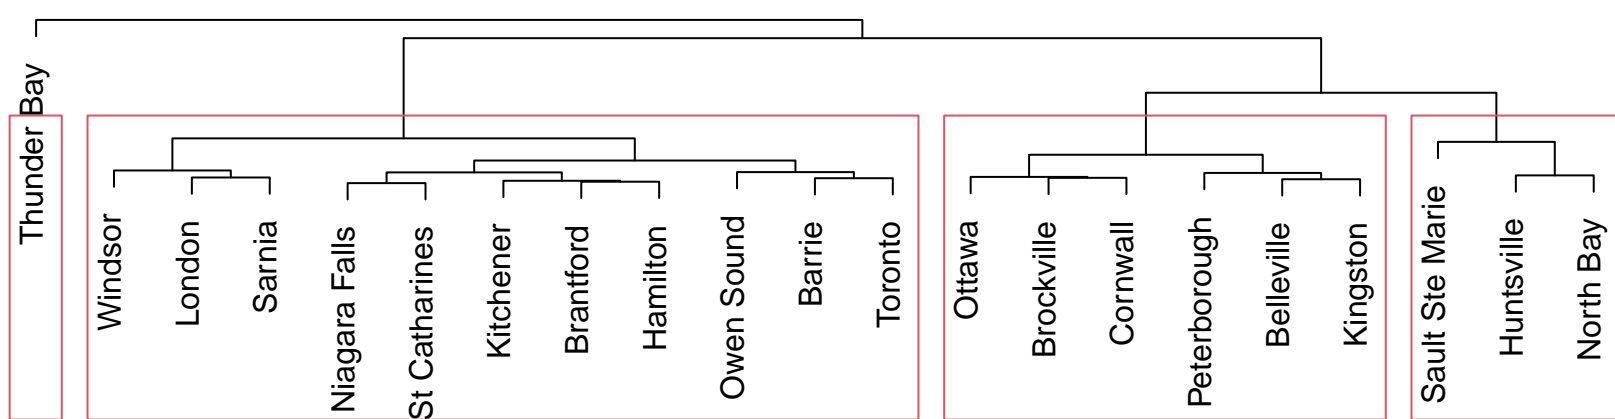 Thunder Bay
Windsor
London
Sarnia
Niagara Falls
St Catharines
Kitchener
Brantford
Hamilton
Owen Sound
Barrie
Toronto
Ottawa
Brockville
Cornwall
Peterborough
Belleville
Kingston
Sault Ste Marie
Huntsville
North Bay